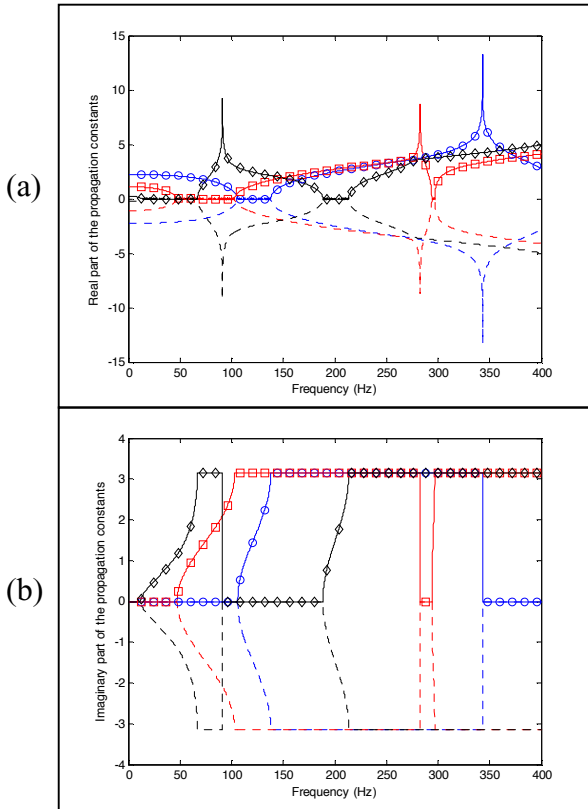 (a)
Real part of the propagation constants
15
10
5
0
-5
-10
-15
0 50 100 150 200 250 300 350 400
Frequency (Hz)
(b)
Imaginary part of the propagation constants
4
3
2
1
0
-1
-2
-3
-4
0 50 100 150 200 250 300 350 400
Frequency (Hz)